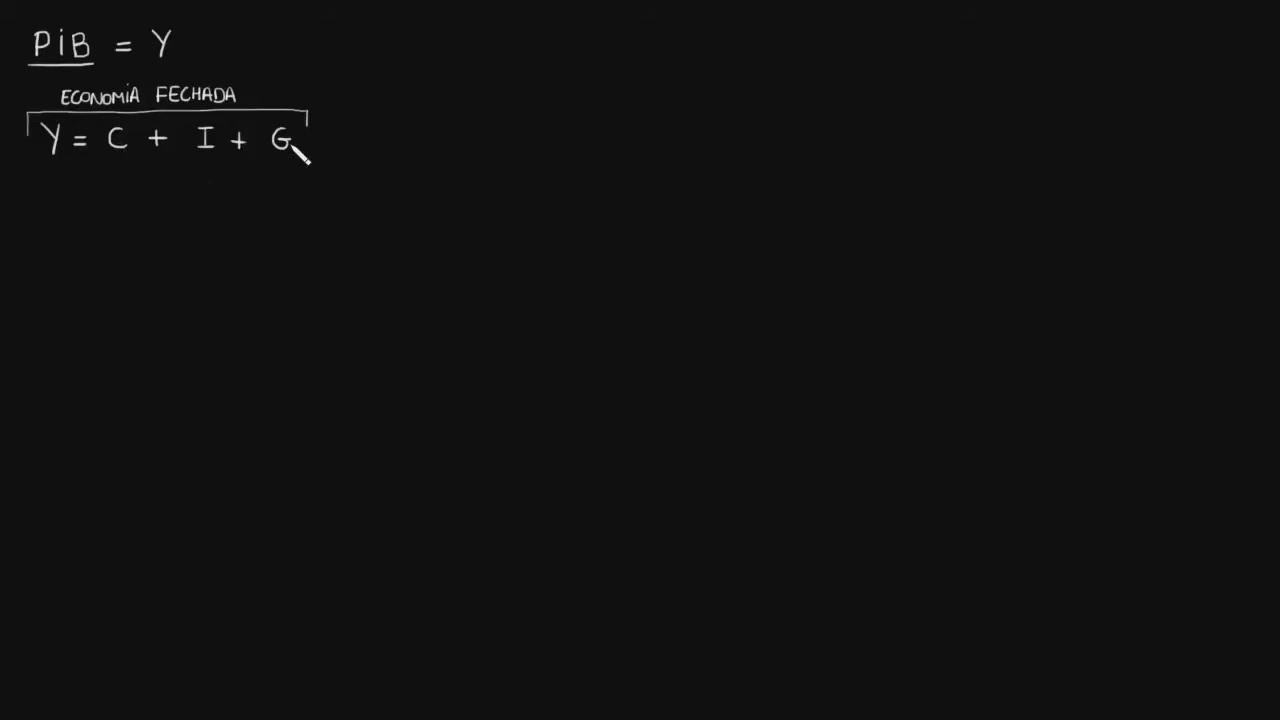 PiB = Y
ECONOMiA FECHADA
Y = C + I + G